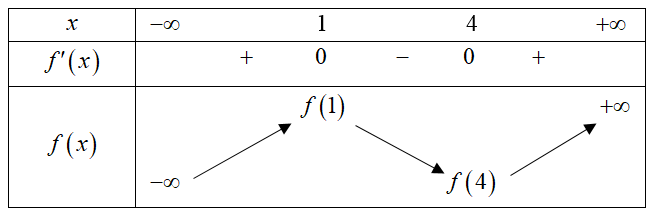 x −∞ 1 4 +∞
f′(x) + 0 − 0 +
f(1) +∞
f(x)
−∞ f(4)